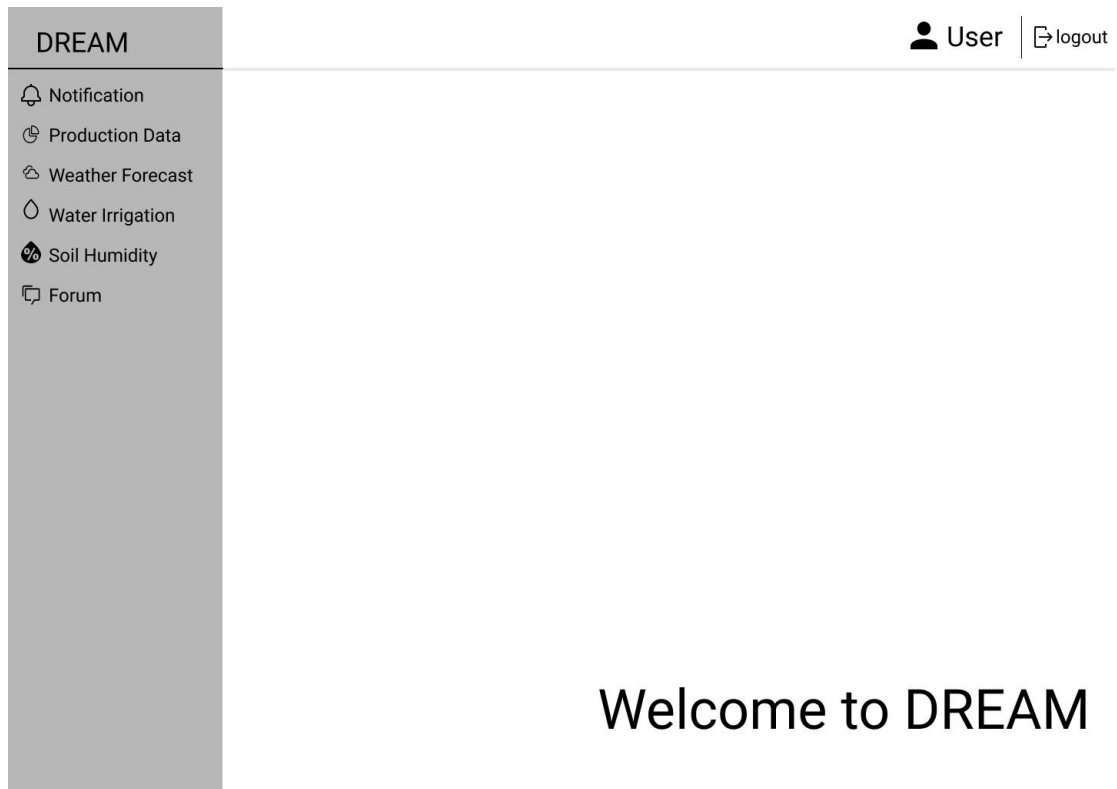 DREAM
User
logout
Notification
Production Data
Weather Forecast
Water Irrigation
% Soil Humidity
Forum
Welcome to DREAM